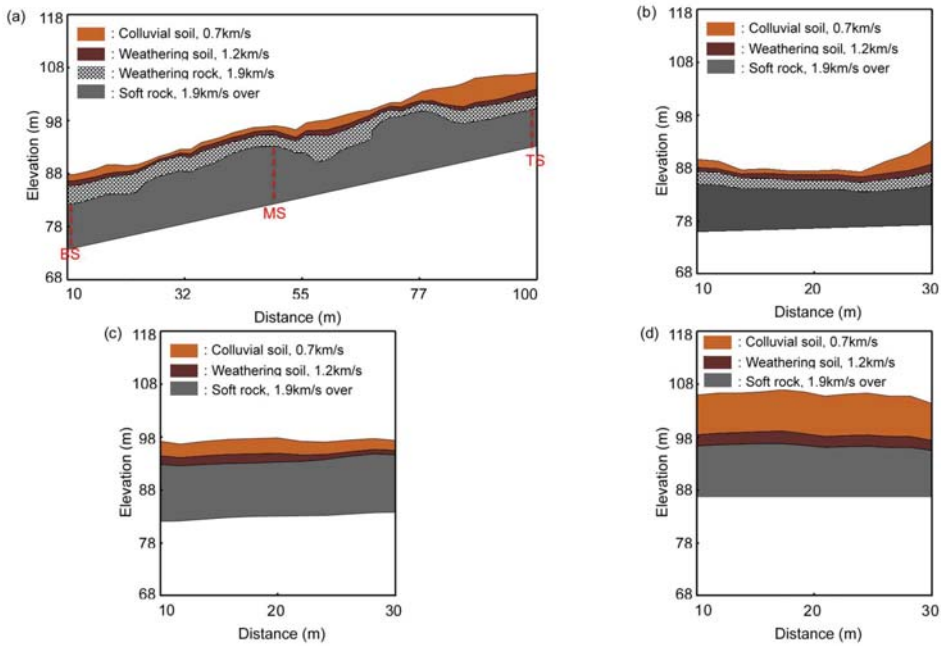 (a)
118
108
98
88
78
68
Elevation (m)
: Colluvial soil, 0.7km/s
: Weathering soil, 1.2km/s
: Weathering rock, 1.9km/s
: Soft rock, 1.9km/s over
BS
MS
TS
10 32 55 77 100
Distance (m)
(b)
118
108
98
88
78
68
Elevation (m)
: Colluvial soil, 0.7km/s
: Weathering soil, 1.2km/s
: Weathering rock, 1.9km/s
: Soft rock, 1.9km/s over
10 20 30
Distance (m)
(c)
118
108
98
88
78
68
Elevation (m)
: Colluvial soil, 0.7km/s
: Weathering soil, 1.2km/s
: Soft rock, 1.9km/s over
10 20 30
Distance (m)
(d)
118
108
98
88
78
68
Elevation (m)
: Colluvial soil, 0.7km/s
: Weathering soil, 1.2km/s
: Soft rock, 1.9km/s over
10 20 30
Distance (m)